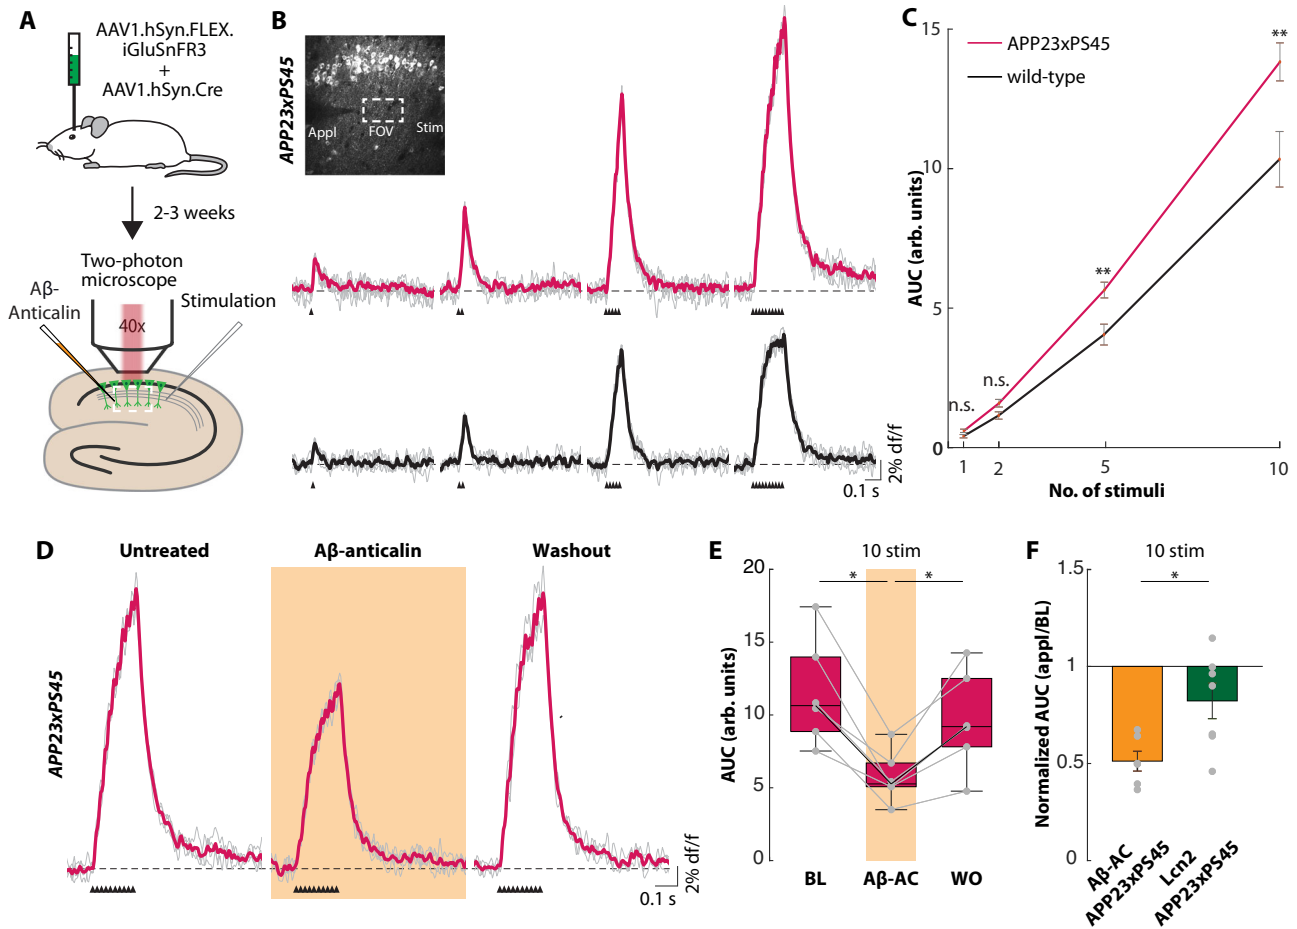 A
AAV1.hSyn.FLEX.
iGluSnFR3
+
AAV1.hSyn.Cre
2-3 weeks
Two-photon
microscope
Aβ-
Anticalin
Stimulation
40x
B
APP23xPS45
Appl
FOV
Stim
2% df/f
0.1 s
C
15
10
5
0
AUC (arb. units)
APP23xPS45
wild-type
n.s.
n.s.
**
**
1
2
5
10
No. of stimuli
D
Untreated
Aβ-anticalin
Washout
APP23xPS45
2% df/f
0.1 s
E
10 stim
*
*
20
15
10
5
0
AUC (arb. units)
BL
Aβ-AC
WO
F
10 stim
*
1.5
1
0.5
0
Normalized AUC (appl/BL)
Aβ-AC
APP23xPS45
Lcn2
APP23xPS45